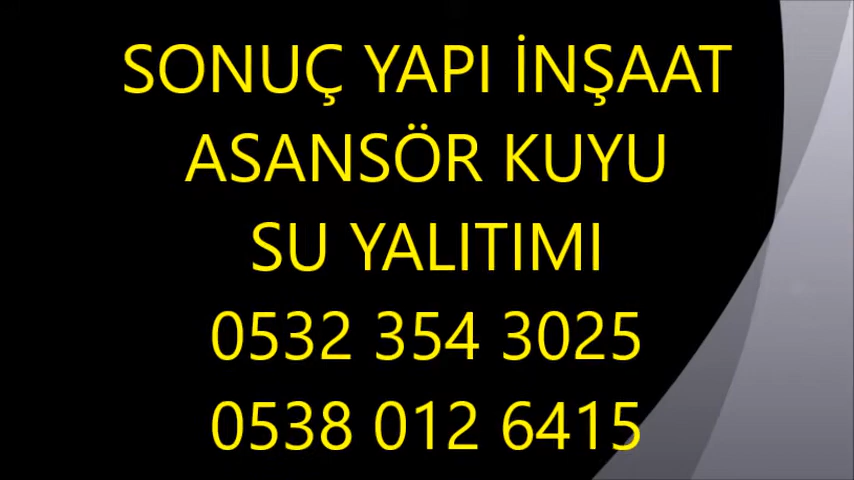 SONUÇ YAPI İNŞAAT
ASANSÖR KUYU
SU YALITIMI
0532 354 3025
0538 012 6415